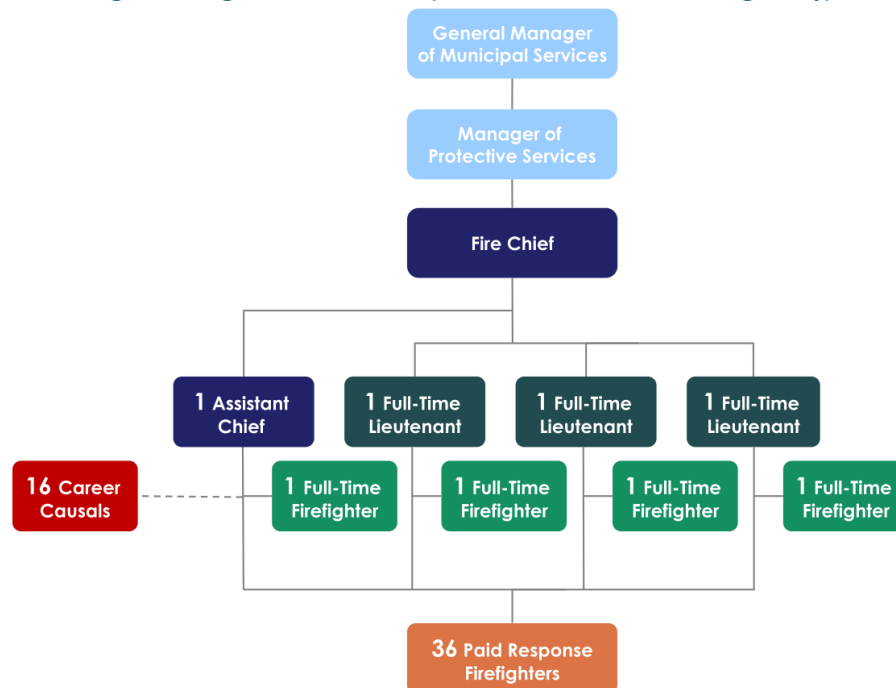 General Manager
of Municipal Services
Manager of
Protective Services
Fire Chief
1 Assistant
Chief
1 Full-Time
Lieutenant
1 Full-Time
Lieutenant
1 Full-Time
Lieutenant
16 Career
Causals
1 Full-Time
Firefighter
1 Full-Time
Firefighter
1 Full-Time
Firefighter
1 Full-Time
Firefighter
36 Paid Response
Firefighters